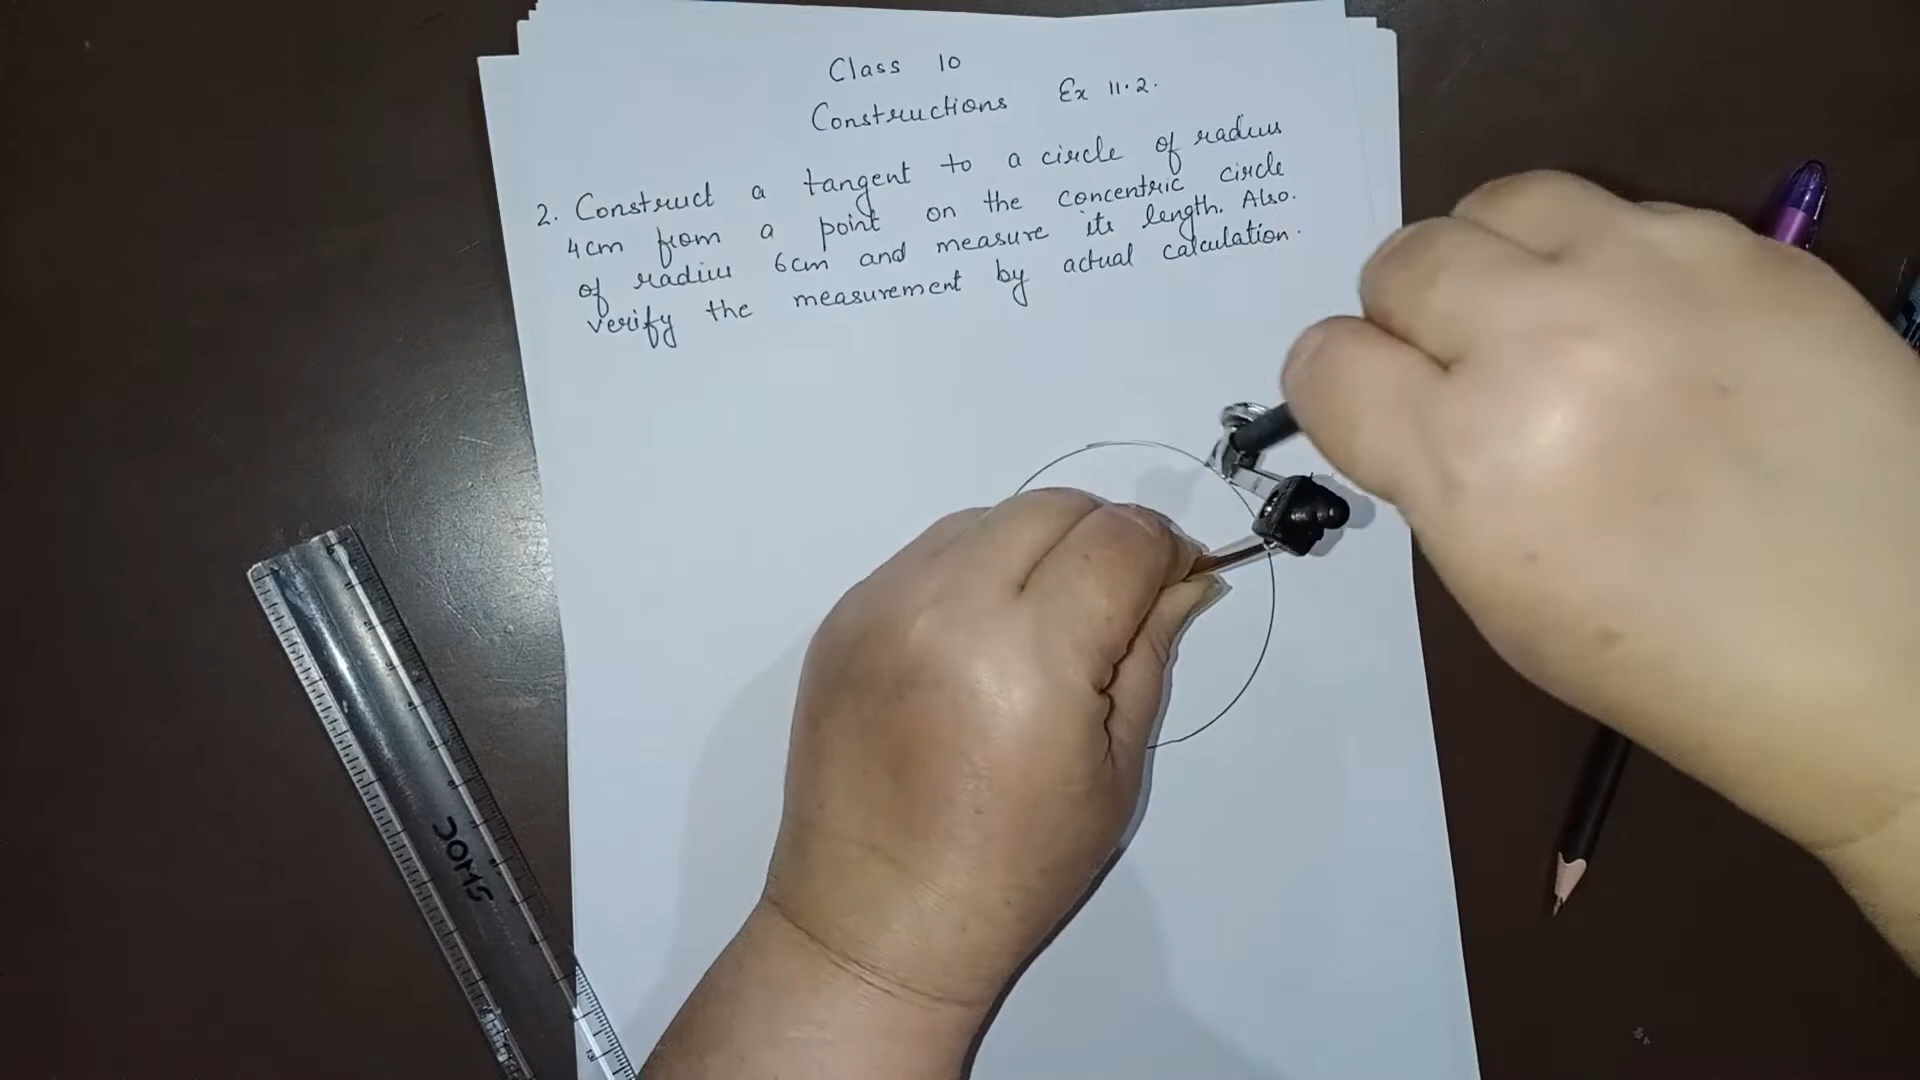 Class 10
Constructions Ex 11.2.
2. Construct a tangent to a circle of radius
4cm from a point on the concentric circle
of radius 6cm and measure its length. Also.
verify the measurement by actual calculation.
DOMS